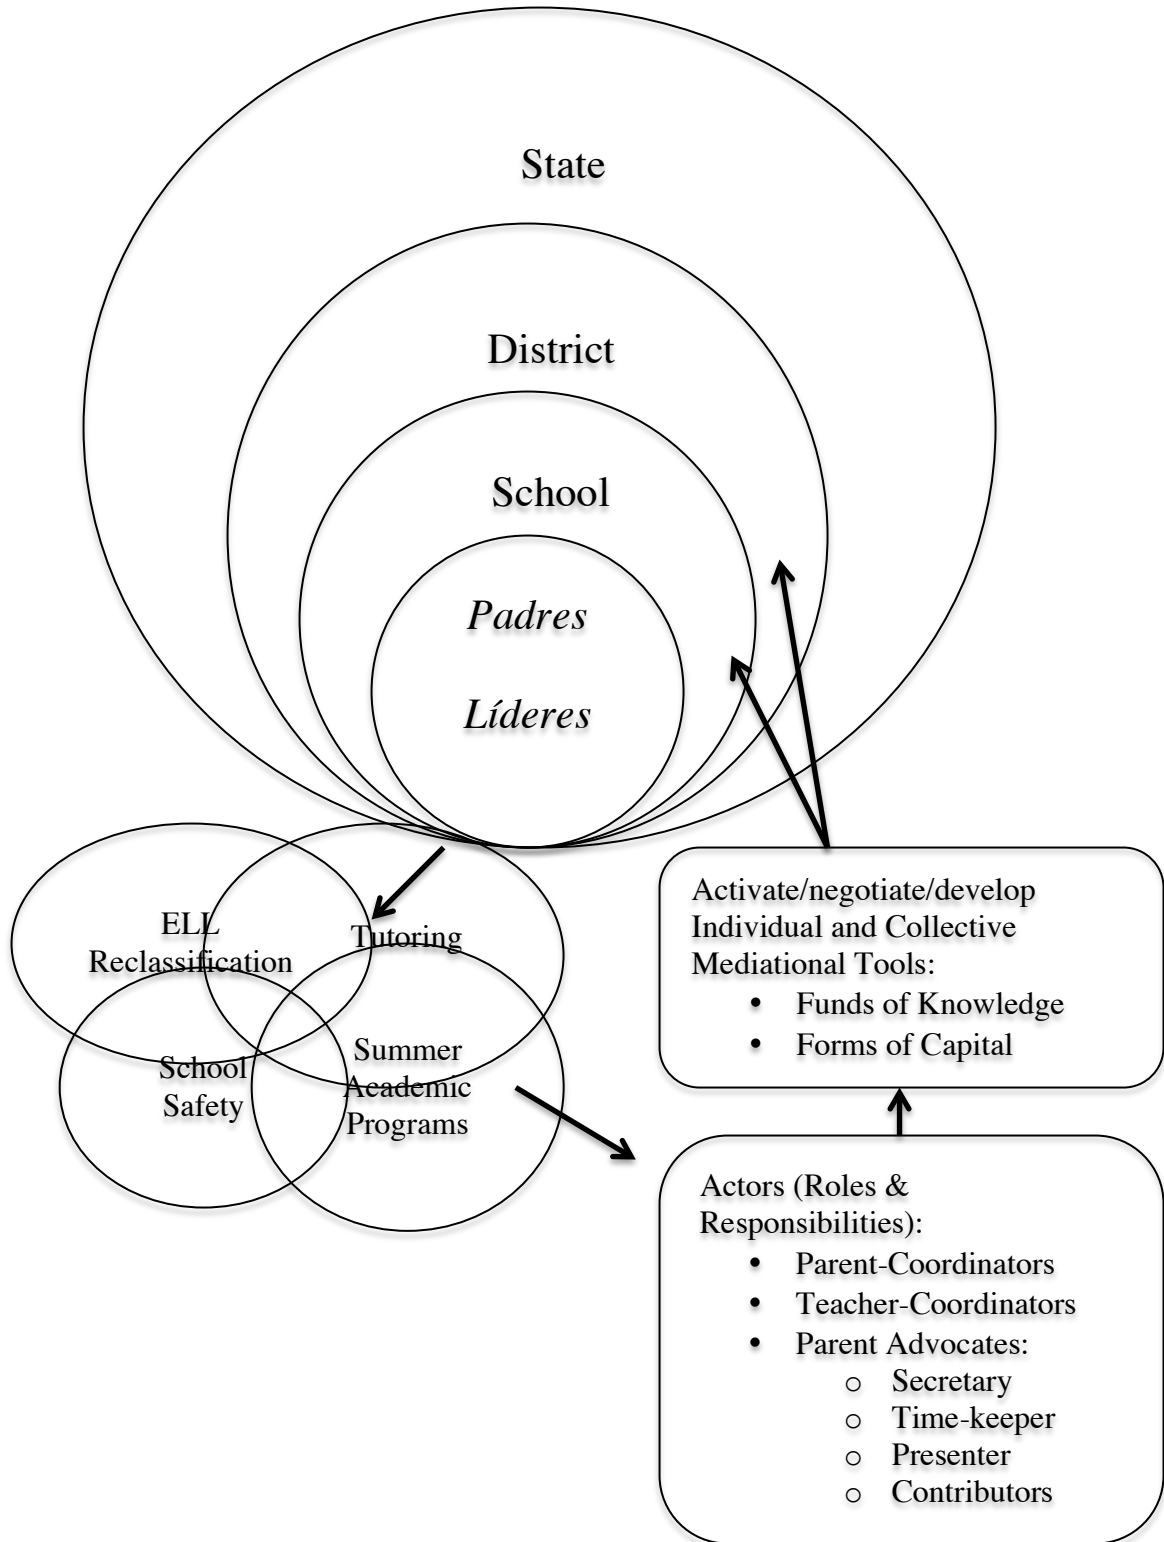 State
District
School
Padres
Líderes
ELL
Reclassification
Tutoring
School
Safety
Summer
Academic
Programs
Activate/negotiate/develop
Individual and Collective
Mediational Tools:
• Funds of Knowledge
• Forms of Capital
Actors (Roles &
Responsibilities):
• Parent-Coordinators
• Teacher-Coordinators
• Parent Advocates:
o Secretary
o Time-keeper
o Presenter
o Contributors